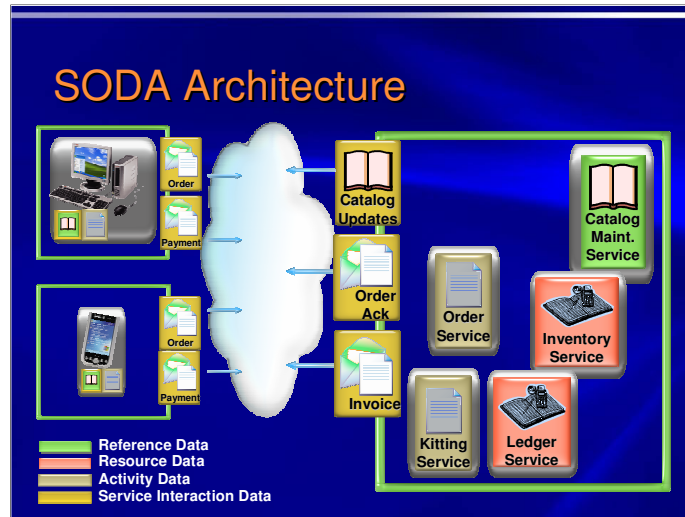 SODA Architecture
Order
Payment
Order
Payment
Catalog
Updates
Order
Ack
Invoice
Catalog
Maint.
Service
Order
Service
Inventory
Service
Kitting
Service
Ledger
Service
Reference Data
Resource Data
Activity Data
Service Interaction Data